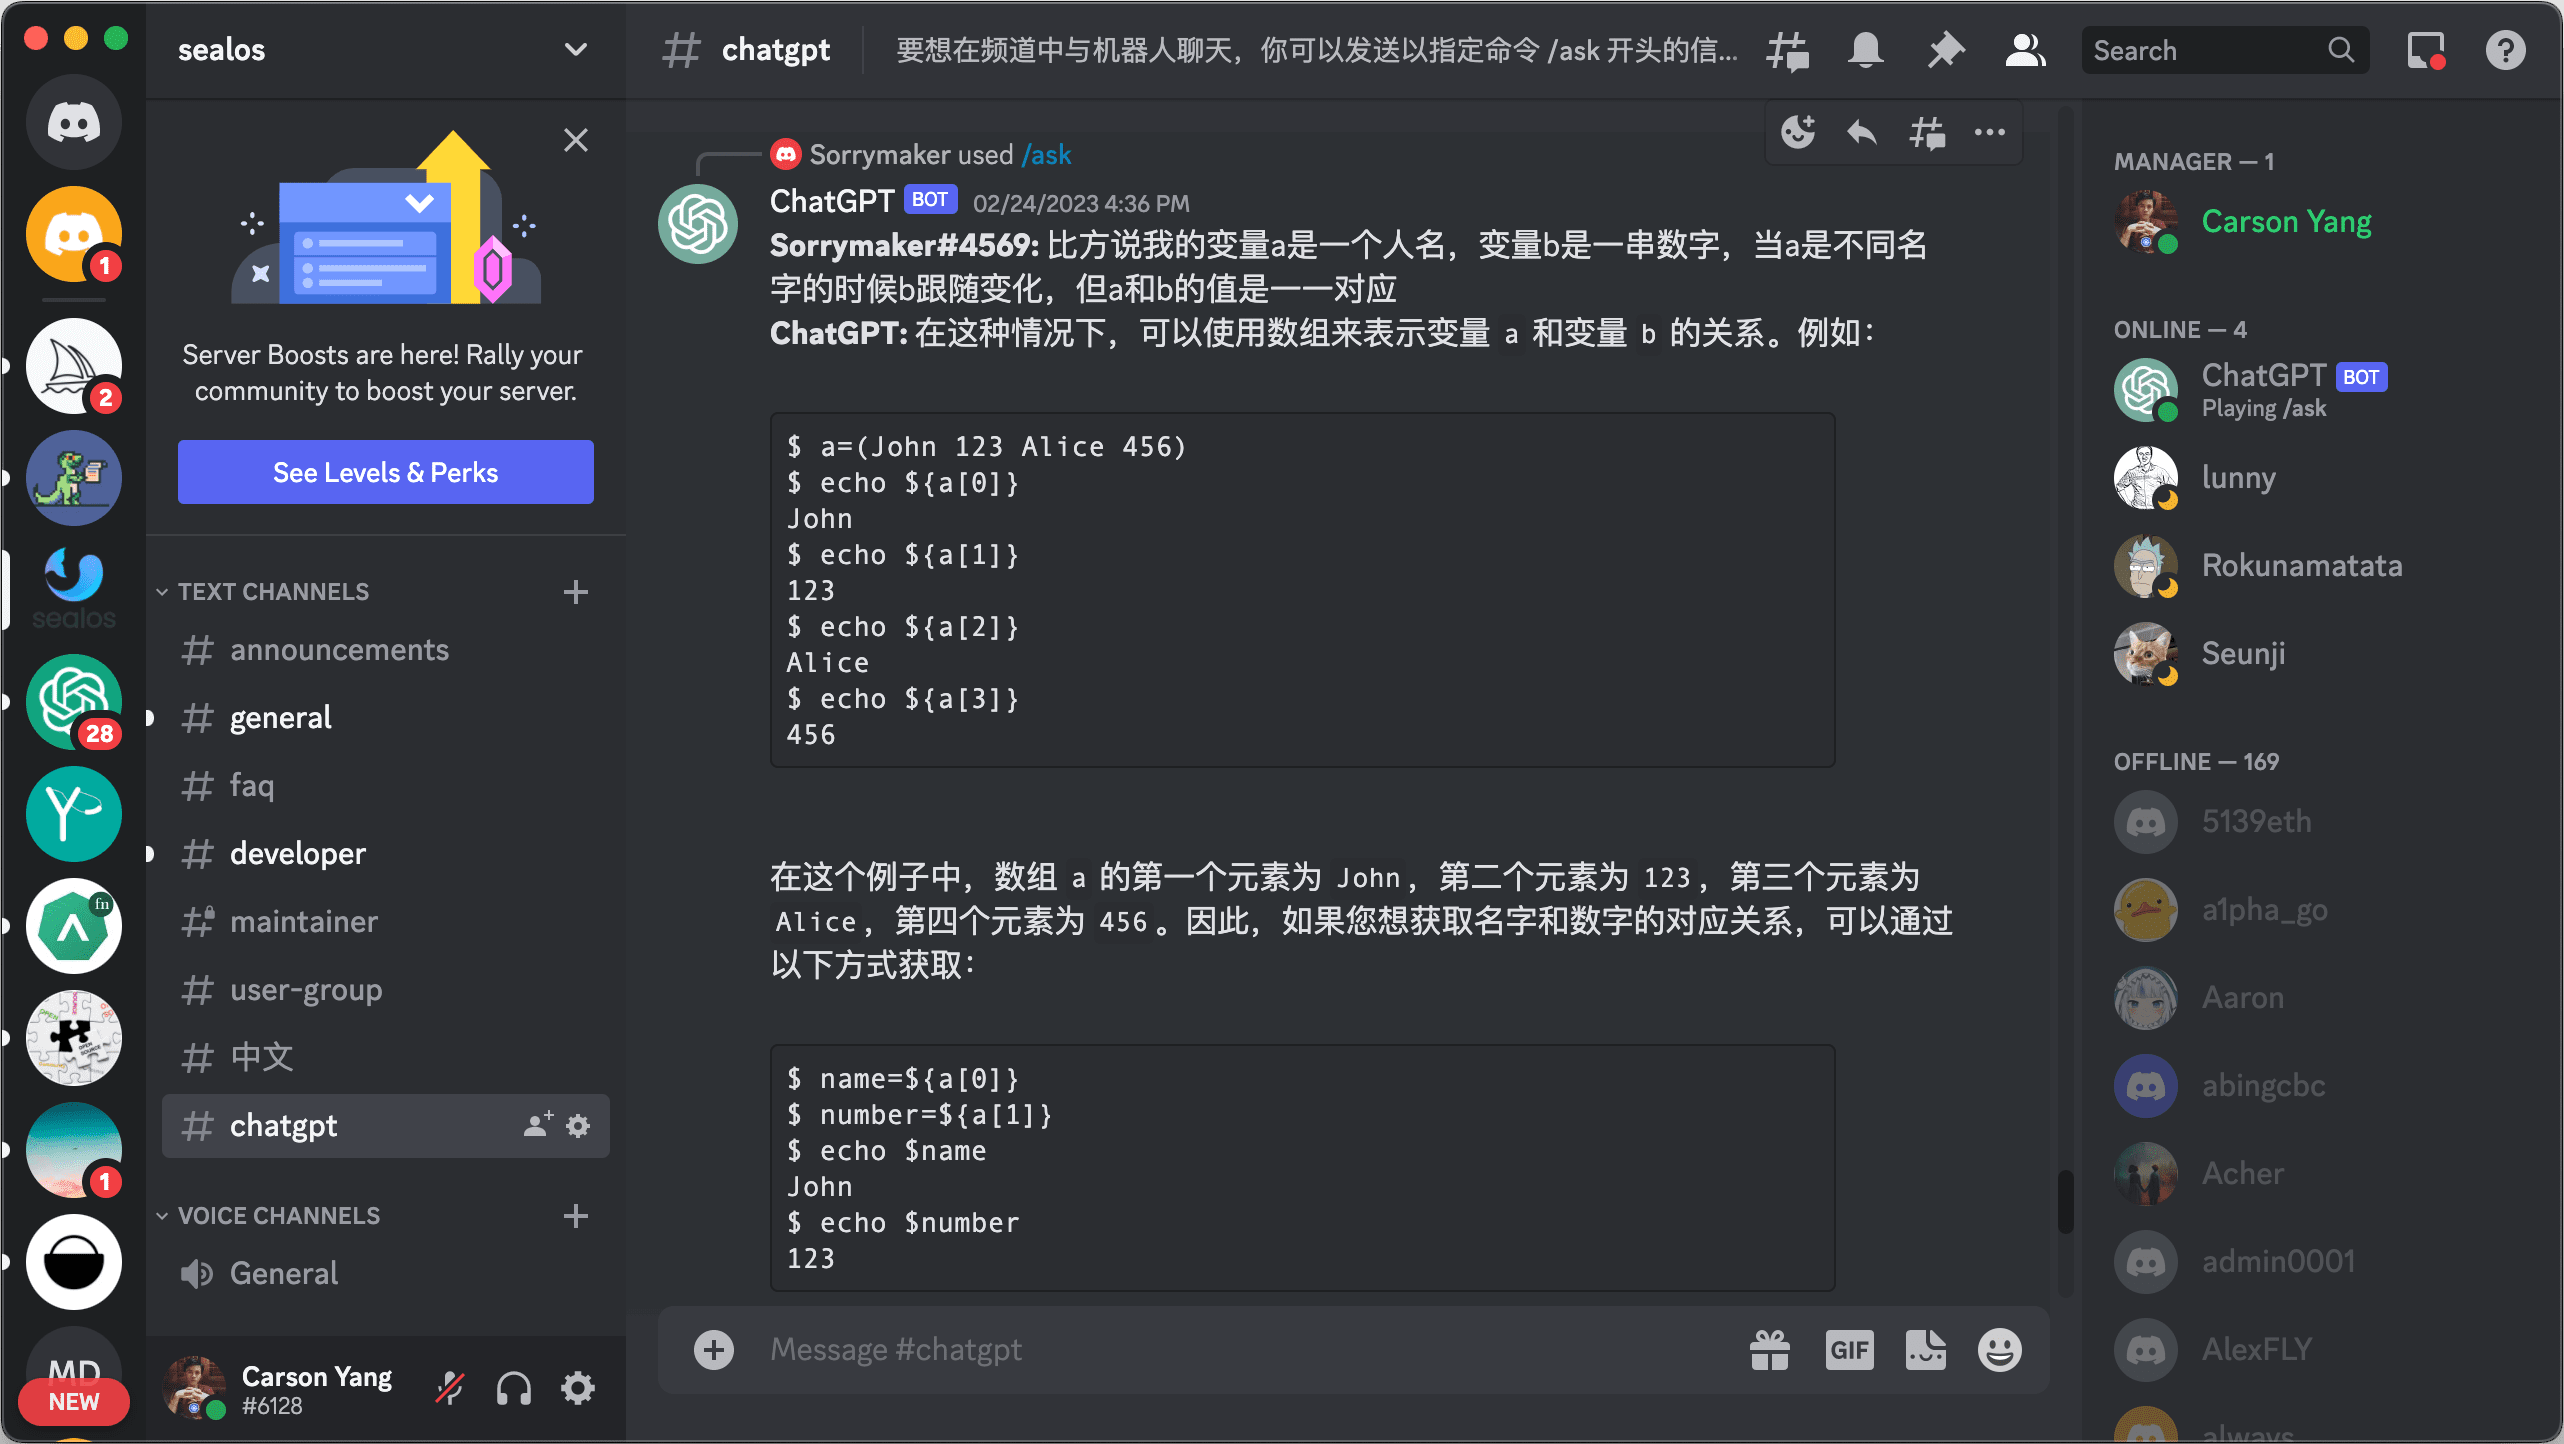 sealos
chatgpt
要想在频道中与机器人聊天，你可以发送以指定命令 /ask 开头的信...
Search
1
2
sealos
28
fn
1
MD
NEW
Server Boosts are here! Rally your
community to boost your server.
See Levels & Perks
TEXT CHANNELS
announcements
general
faq
developer
maintainer
user-group
中文
chatgpt
VOICE CHANNELS
General
Carson Yang
#6128
Sorrymaker used /ask
ChatGPT BOT 02/24/2023 4:36 PM
Sorrymaker#4569: 比方说我的变量a是一个人名，变量b是一串数字，当a是不同名
字的时候b跟随变化，但a和b的值是一一对应
ChatGPT: 在这种情况下，可以使用数组来表示变量 a 和变量 b 的关系。例如：
$ a=(John 123 Alice 456)
$ echo ${a[0]}
John
$ echo ${a[1]}
123
$ echo ${a[2]}
Alice
$ echo ${a[3]}
456
在这个例子中，数组 a 的第一个元素为 John，第二个元素为 123，第三个元素为
Alice，第四个元素为 456。因此，如果您想获取名字和数字的对应关系，可以通过
以下方式获取：
$ name=${a[0]}
$ number=${a[1]}
$ echo $name
John
$ echo $number
123
Message #chatgpt
GIF
MANAGER — 1
Carson Yang
ONLINE — 4
ChatGPT BOT
Playing /ask
lunny
Rokunamatata
Seunji
OFFLINE — 169
5139eth
a1pha_go
Aaron
abingcbc
Acher
admin0001
AlexFLY
always